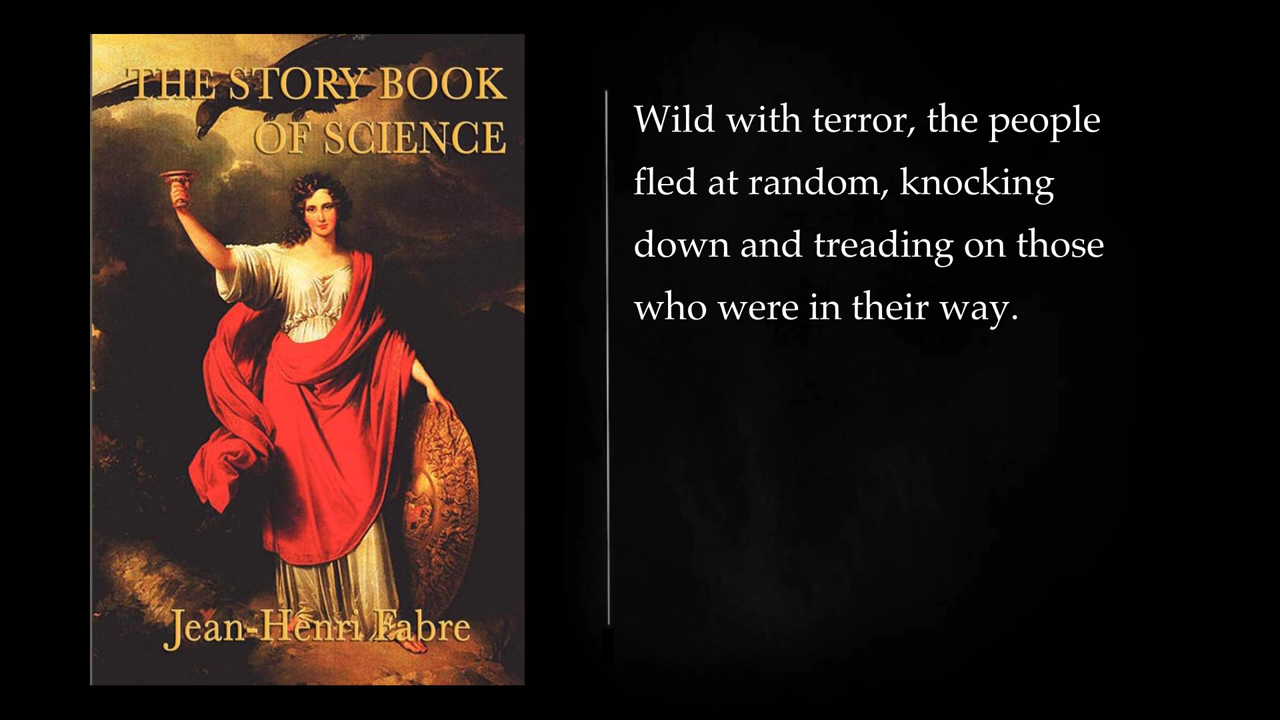 THE STORY BOOK
OF SCIENCE
Jean-Henri Fabre
Wild with terror, the people
fled at random, knocking
down and treading on those
who were in their way.